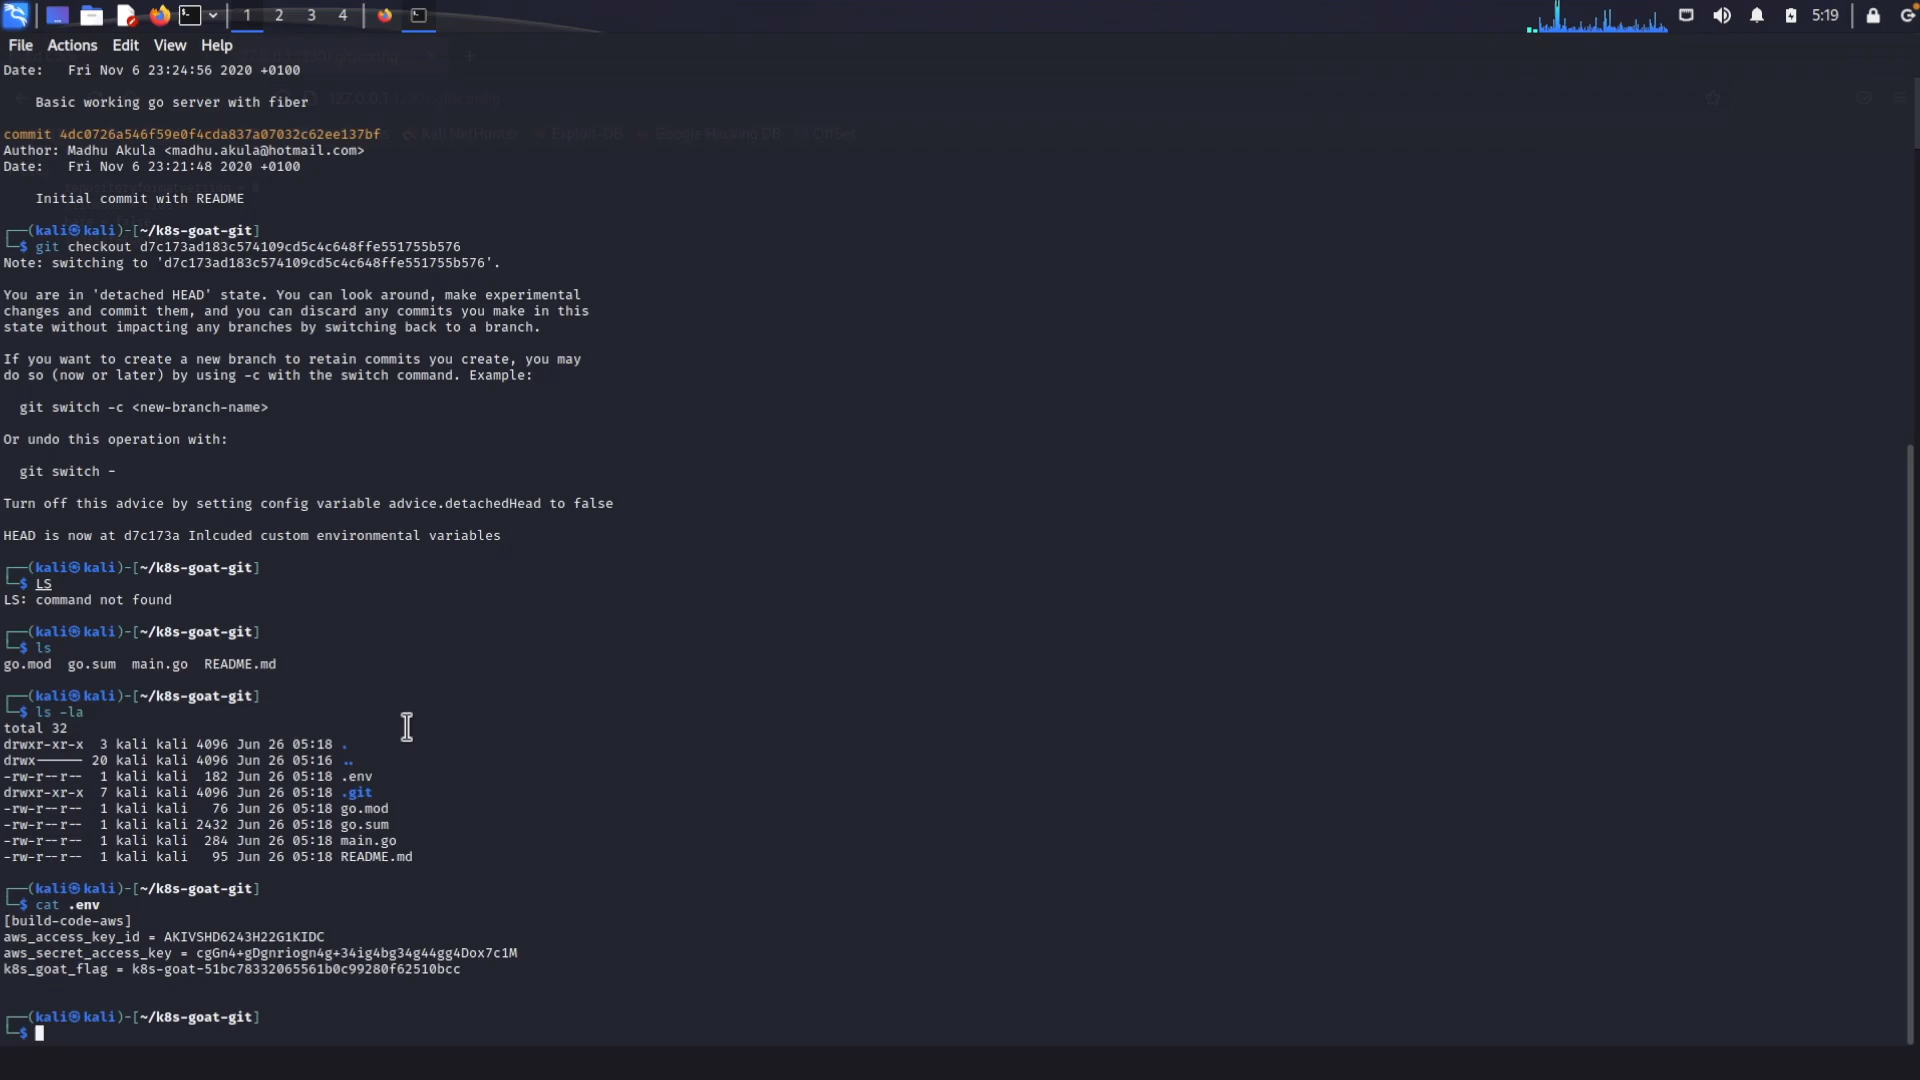 1 2 3 4 5:19
File Actions Edit View Help
Date:   Fri Nov 6 23:24:56 2020 +0100
    Basic working go server with fiber
commit 4dc0726a546f59e0f4cda837a07032c62ee137bf
Author: Madhu Akula <madhu.akula@hotmail.com>
Date:   Fri Nov 6 23:21:48 2020 +0100
    Initial commit with README
┌──(kali㉿kali)-[~/k8s-goat-git]
└─$ git checkout d7c173ad183c574109cd5c4c648ffe551755b576
Note: switching to 'd7c173ad183c574109cd5c4c648ffe551755b576'.
You are in 'detached HEAD' state. You can look around, make experimental
changes and commit them, and you can discard any commits you make in this
state without impacting any branches by switching back to a branch.
If you want to create a new branch to retain commits you create, you may
do so (now or later) by using -c with the switch command. Example:
  git switch -c <new-branch-name>
Or undo this operation with:
  git switch -
Turn off this advice by setting config variable advice.detachedHead to false
HEAD is now at d7c173a Inlcuded custom environmental variables
┌──(kali㉿kali)-[~/k8s-goat-git]
└─$ LS
LS: command not found
┌──(kali㉿kali)-[~/k8s-goat-git]
└─$ ls
go.mod  go.sum  main.go  README.md
┌──(kali㉿kali)-[~/k8s-goat-git]
└─$ ls -la
total 32
drwxr-xr-x  3 kali kali 4096 Jun 26 05:18 .
drwx------ 20 kali kali 4096 Jun 26 05:16 ..
-rw-r--r--  1 kali kali  182 Jun 26 05:18 .env
drwxr-xr-x  7 kali kali 4096 Jun 26 05:18 .git
-rw-r--r--  1 kali kali   76 Jun 26 05:18 go.mod
-rw-r--r--  1 kali kali 2432 Jun 26 05:18 go.sum
-rw-r--r--  1 kali kali  284 Jun 26 05:18 main.go
-rw-r--r--  1 kali kali   95 Jun 26 05:18 README.md
┌──(kali㉿kali)-[~/k8s-goat-git]
└─$ cat .env
[build-code-aws]
aws_access_key_id = AKIVSHD6243H22G1KIDC
aws_secret_access_key = cgGn4+gDgnriogn4g+34ig4bg34g44gg4Dox7c1M
k8s_goat_flag = k8s-goat-51bc78332065561b0c99280f62510bcc
┌──(kali㉿kali)-[~/k8s-goat-git]
└─$